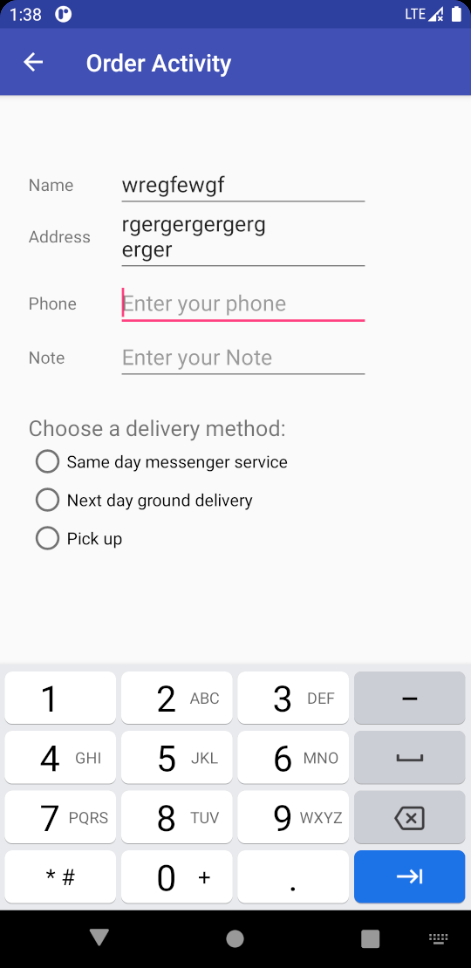 1:38 LTE
Order Activity
Name wregfewgf
Address rgergergergerg
erger
Phone Enter your phone
Note Enter your Note
Choose a delivery method:
Same day messenger service
Next day ground delivery
Pick up
1 2 ABC 3 DEF –
4 GHI 5 JKL 6 MNO
7 PQRS 8 TUV 9 WXYZ
* # 0 + .